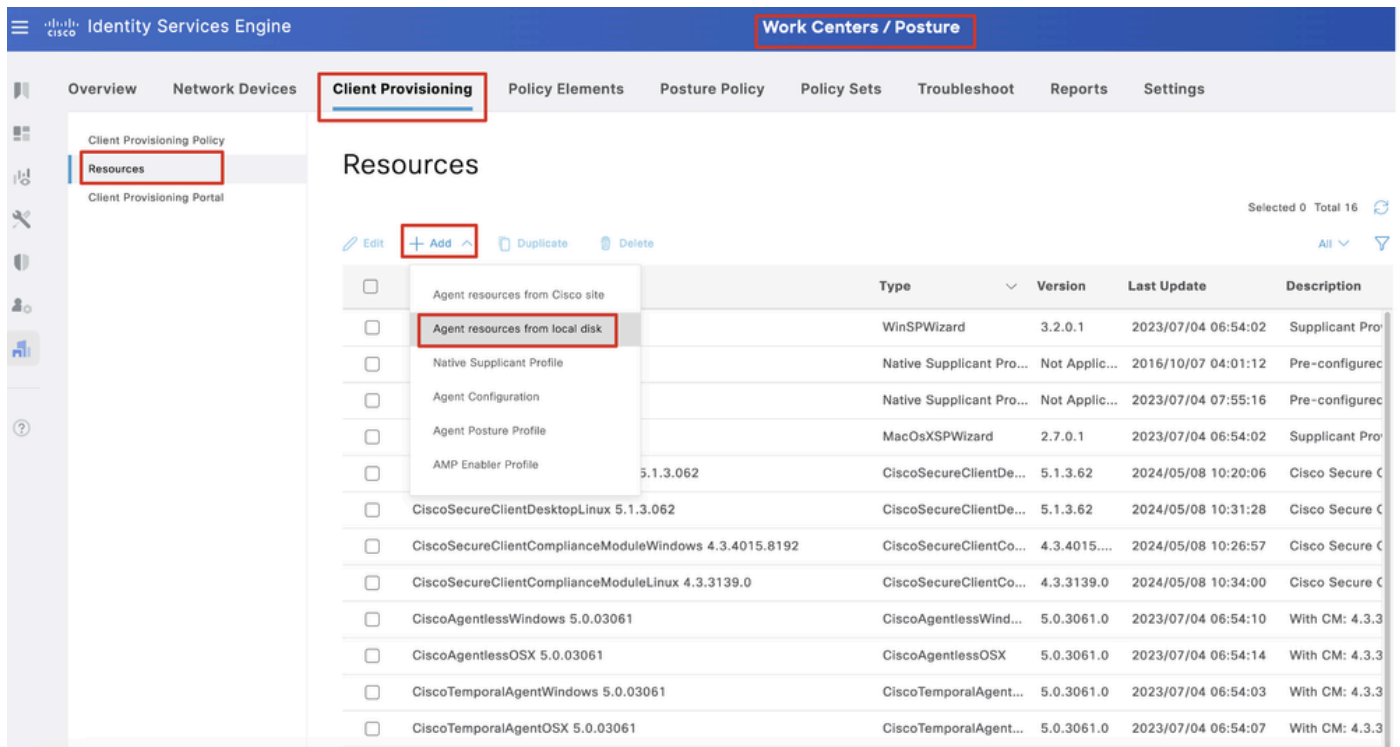 cisco Identity Services Engine
Work Centers / Posture
Overview Network Devices Client Provisioning Policy Elements Posture Policy Policy Sets Troubleshoot Reports Settings
Client Provisioning Policy
Resources
Client Provisioning Portal
Resources
Selected 0 Total 16
Edit + Add Duplicate Delete All
Agent resources from Cisco site
Agent resources from local disk
Native Supplicant Profile
Agent Configuration
Agent Posture Profile
AMP Enabler Profile
Type Version Last Update Description
WinSPWizard 3.2.0.1 2023/07/04 06:54:02 Supplicant Pro
Native Supplicant Pro... Not Applic... 2016/10/07 04:01:12 Pre-configurec
Native Supplicant Pro... Not Applic... 2023/07/04 07:55:16 Pre-configurec
MacOsXSPWizard 2.7.0.1 2023/07/04 06:54:02 Supplicant Pro
5.1.3.062 CiscoSecureClientDe... 5.1.3.62 2024/05/08 10:20:06 Cisco Secure C
CiscoSecureClientDesktopLinux 5.1.3.062 CiscoSecureClientDe... 5.1.3.62 2024/05/08 10:31:28 Cisco Secure C
CiscoSecureClientComplianceModuleWindows 4.3.4015.8192 CiscoSecureClientCo... 4.3.4015.... 2024/05/08 10:26:57 Cisco Secure C
CiscoSecureClientComplianceModuleLinux 4.3.3139.0 CiscoSecureClientCo... 4.3.3139.0 2024/05/08 10:34:00 Cisco Secure C
CiscoAgentlessWindows 5.0.03061 CiscoAgentlessWind... 5.0.3061.0 2023/07/04 06:54:10 With CM: 4.3.3
CiscoAgentlessOSX 5.0.03061 CiscoAgentlessOSX 5.0.3061.0 2023/07/04 06:54:14 With CM: 4.3.3
CiscoTemporalAgentWindows 5.0.03061 CiscoTemporalAgent... 5.0.3061.0 2023/07/04 06:54:03 With CM: 4.3.3
CiscoTemporalAgentOSX 5.0.03061 CiscoTemporalAgent... 5.0.3061.0 2023/07/04 06:54:07 With CM: 4.3.3